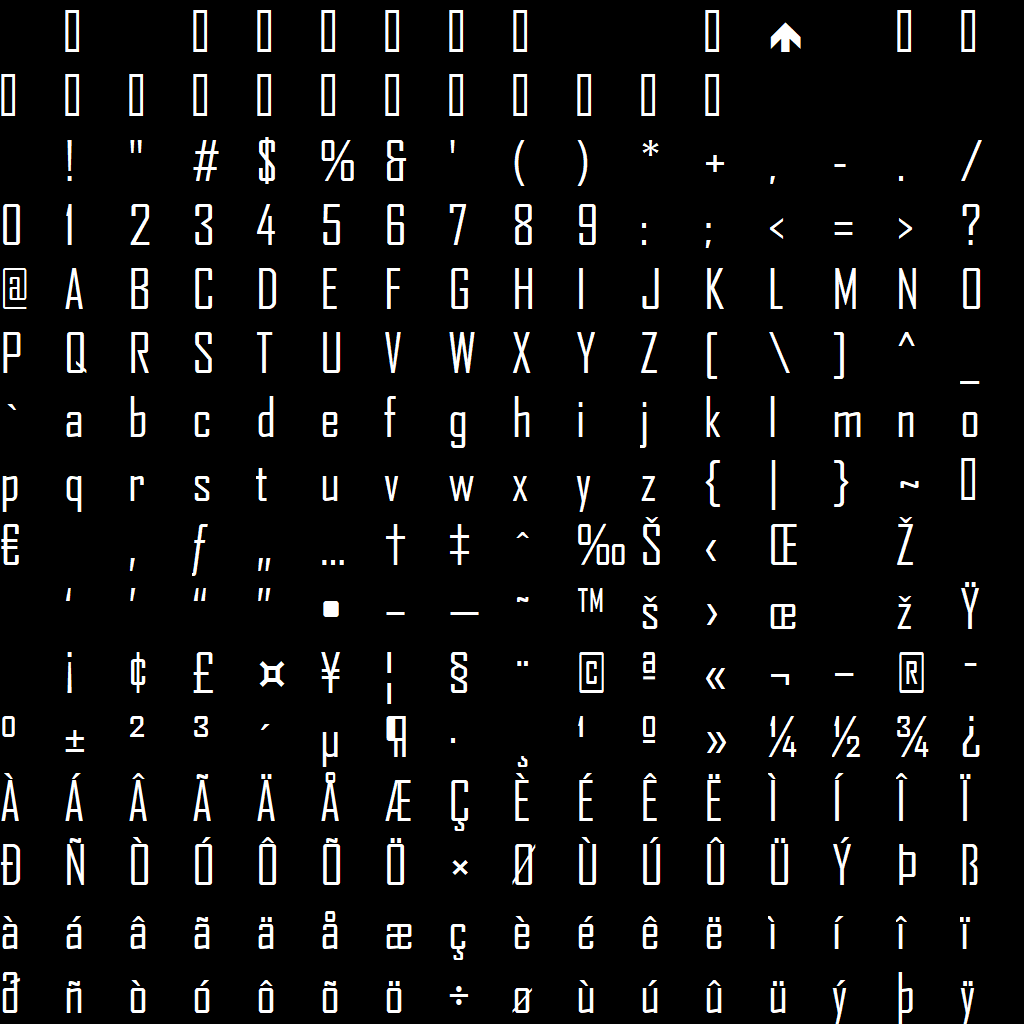 ▯ ▯ ▯ ▯ ▯ ▯ ▯ ▯ 🡹 ▯ ▯
▯ ▯ ▯ ▯ ▯ ▯ ▯ ▯ ▯ ▯ ▯ ▯
! " # $ % & ' ( ) * + , - . /
0 1 2 3 4 5 6 7 8 9 : ; < = > ?
@ A B C D E F G H I J K L M N O
P Q R S T U V W X Y Z [ \ ] ^ _
` a b c d e f g h i j k l m n o
p q r s t u v w x y z { | } ~ ▯
€ ‚ ƒ „ … † ‡ ˆ ‰ Š ‹ Œ Ž
‘ ’ “ ” • – — ˜ ™ š › œ ž Ÿ
¡ ¢ £ ¤ ¥ ¦ § ¨ © ª « ¬ - ® ¯
° ± ² ³ ´ µ ¶ · ¸ ¹ º » ¼ ½ ¾ ¿
À Á Â Ã Ä Å Æ Ç È É Ê Ë Ì Í Î Ï
Ð Ñ Ò Ó Ô Õ Ö × Ø Ù Ú Û Ü Ý Þ ß
à á â ã ä å æ ç è é ê ë ì í î ï
ð ñ ò ó ô õ ö ÷ ø ù ú û ü ý þ ÿ